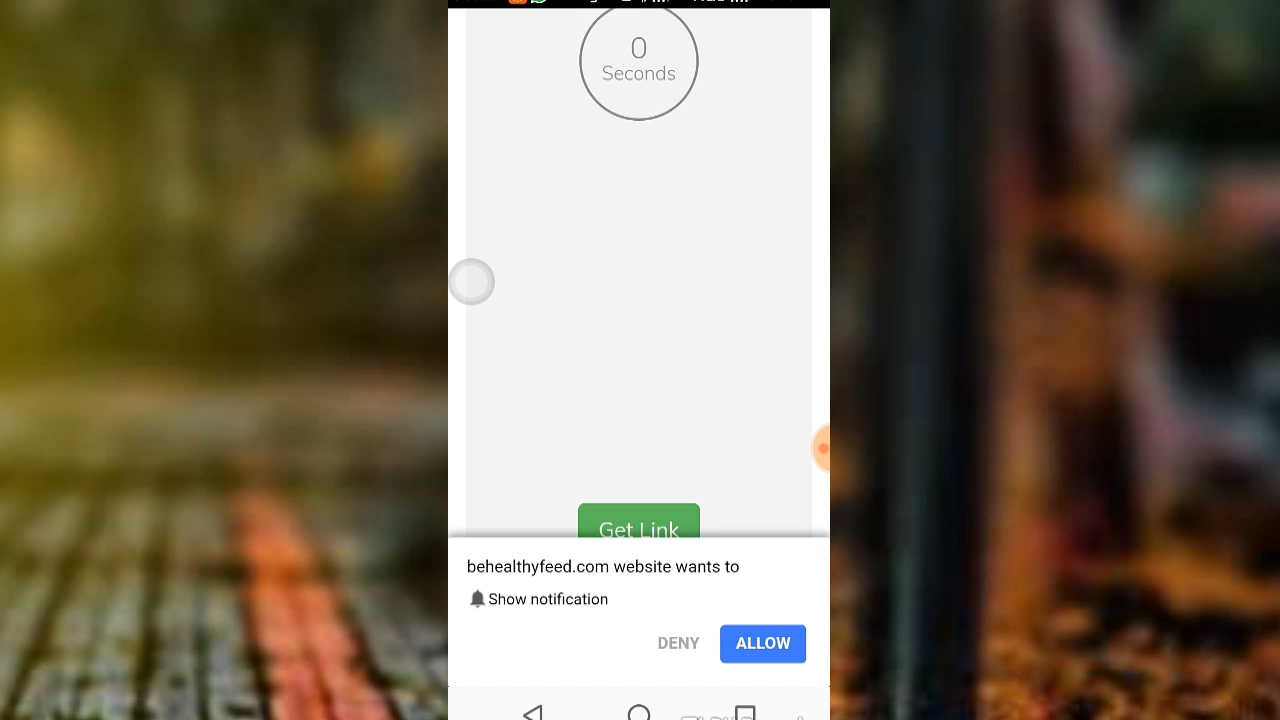 0
Seconds
Get Link
behealthyfeed.com website wants to
Show notification
DENY
ALLOW